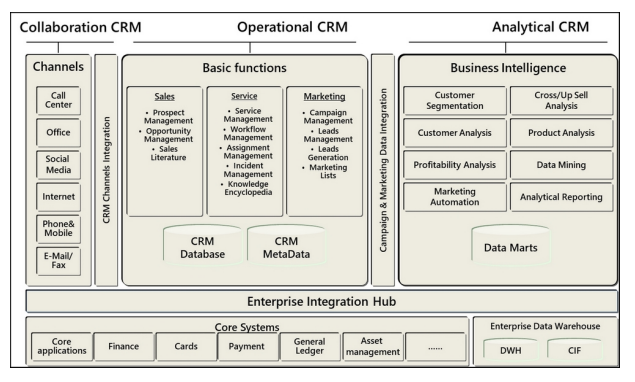 Collaboration CRM
Operational CRM
Analytical CRM
Channels
Call
Center
Office
Social
Media
Internet
Phone&
Mobile
E-Mail/
Fax
CRM Channels Integration
Basic functions
Sales
• Prospect
Management
• Opportunity
Management
• Sales
Literature
Service
• Service
Management
• Workflow
Management
• Assignment
Management
• Incident
Management
• Knowledge
Encyclopedia
Marketing
• Campaign
Management
• Leads
Management
• Leads
Generation
• Marketing
Lists
CRM
Database
CRM
MetaData
Campaign & Marketing Data Integration
Business Intelligence
Customer
Segmentation
Cross/Up Sell
Analysis
Customer Analysis
Product Analysis
Profitability Analysis
Data Mining
Marketing
Automation
Analytical Reporting
Data Marts
Enterprise Integration Hub
Core Systems
Core
applications
Finance
Cards
Payment
General
Ledger
Asset
management
......
Enterprise Data Warehouse
DWH
CIF